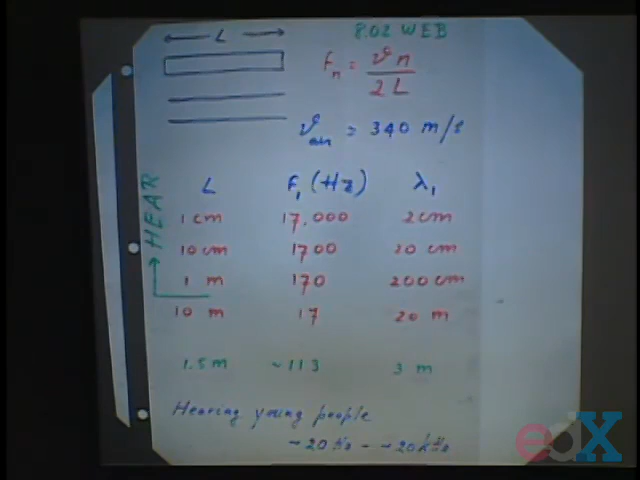 L
8.02 WEB
Fn = vn / 2L
v air = 340 m/s
HEAR
L F1 (Hz) λ1
1 cm 17.000 2 cm
10 cm 1700 20 cm
1 m 170 200 cm
10 m 17 20 m
1.5 m ~113 3 m
Hearing young people
~20 Hz - ~20 kHz
edX